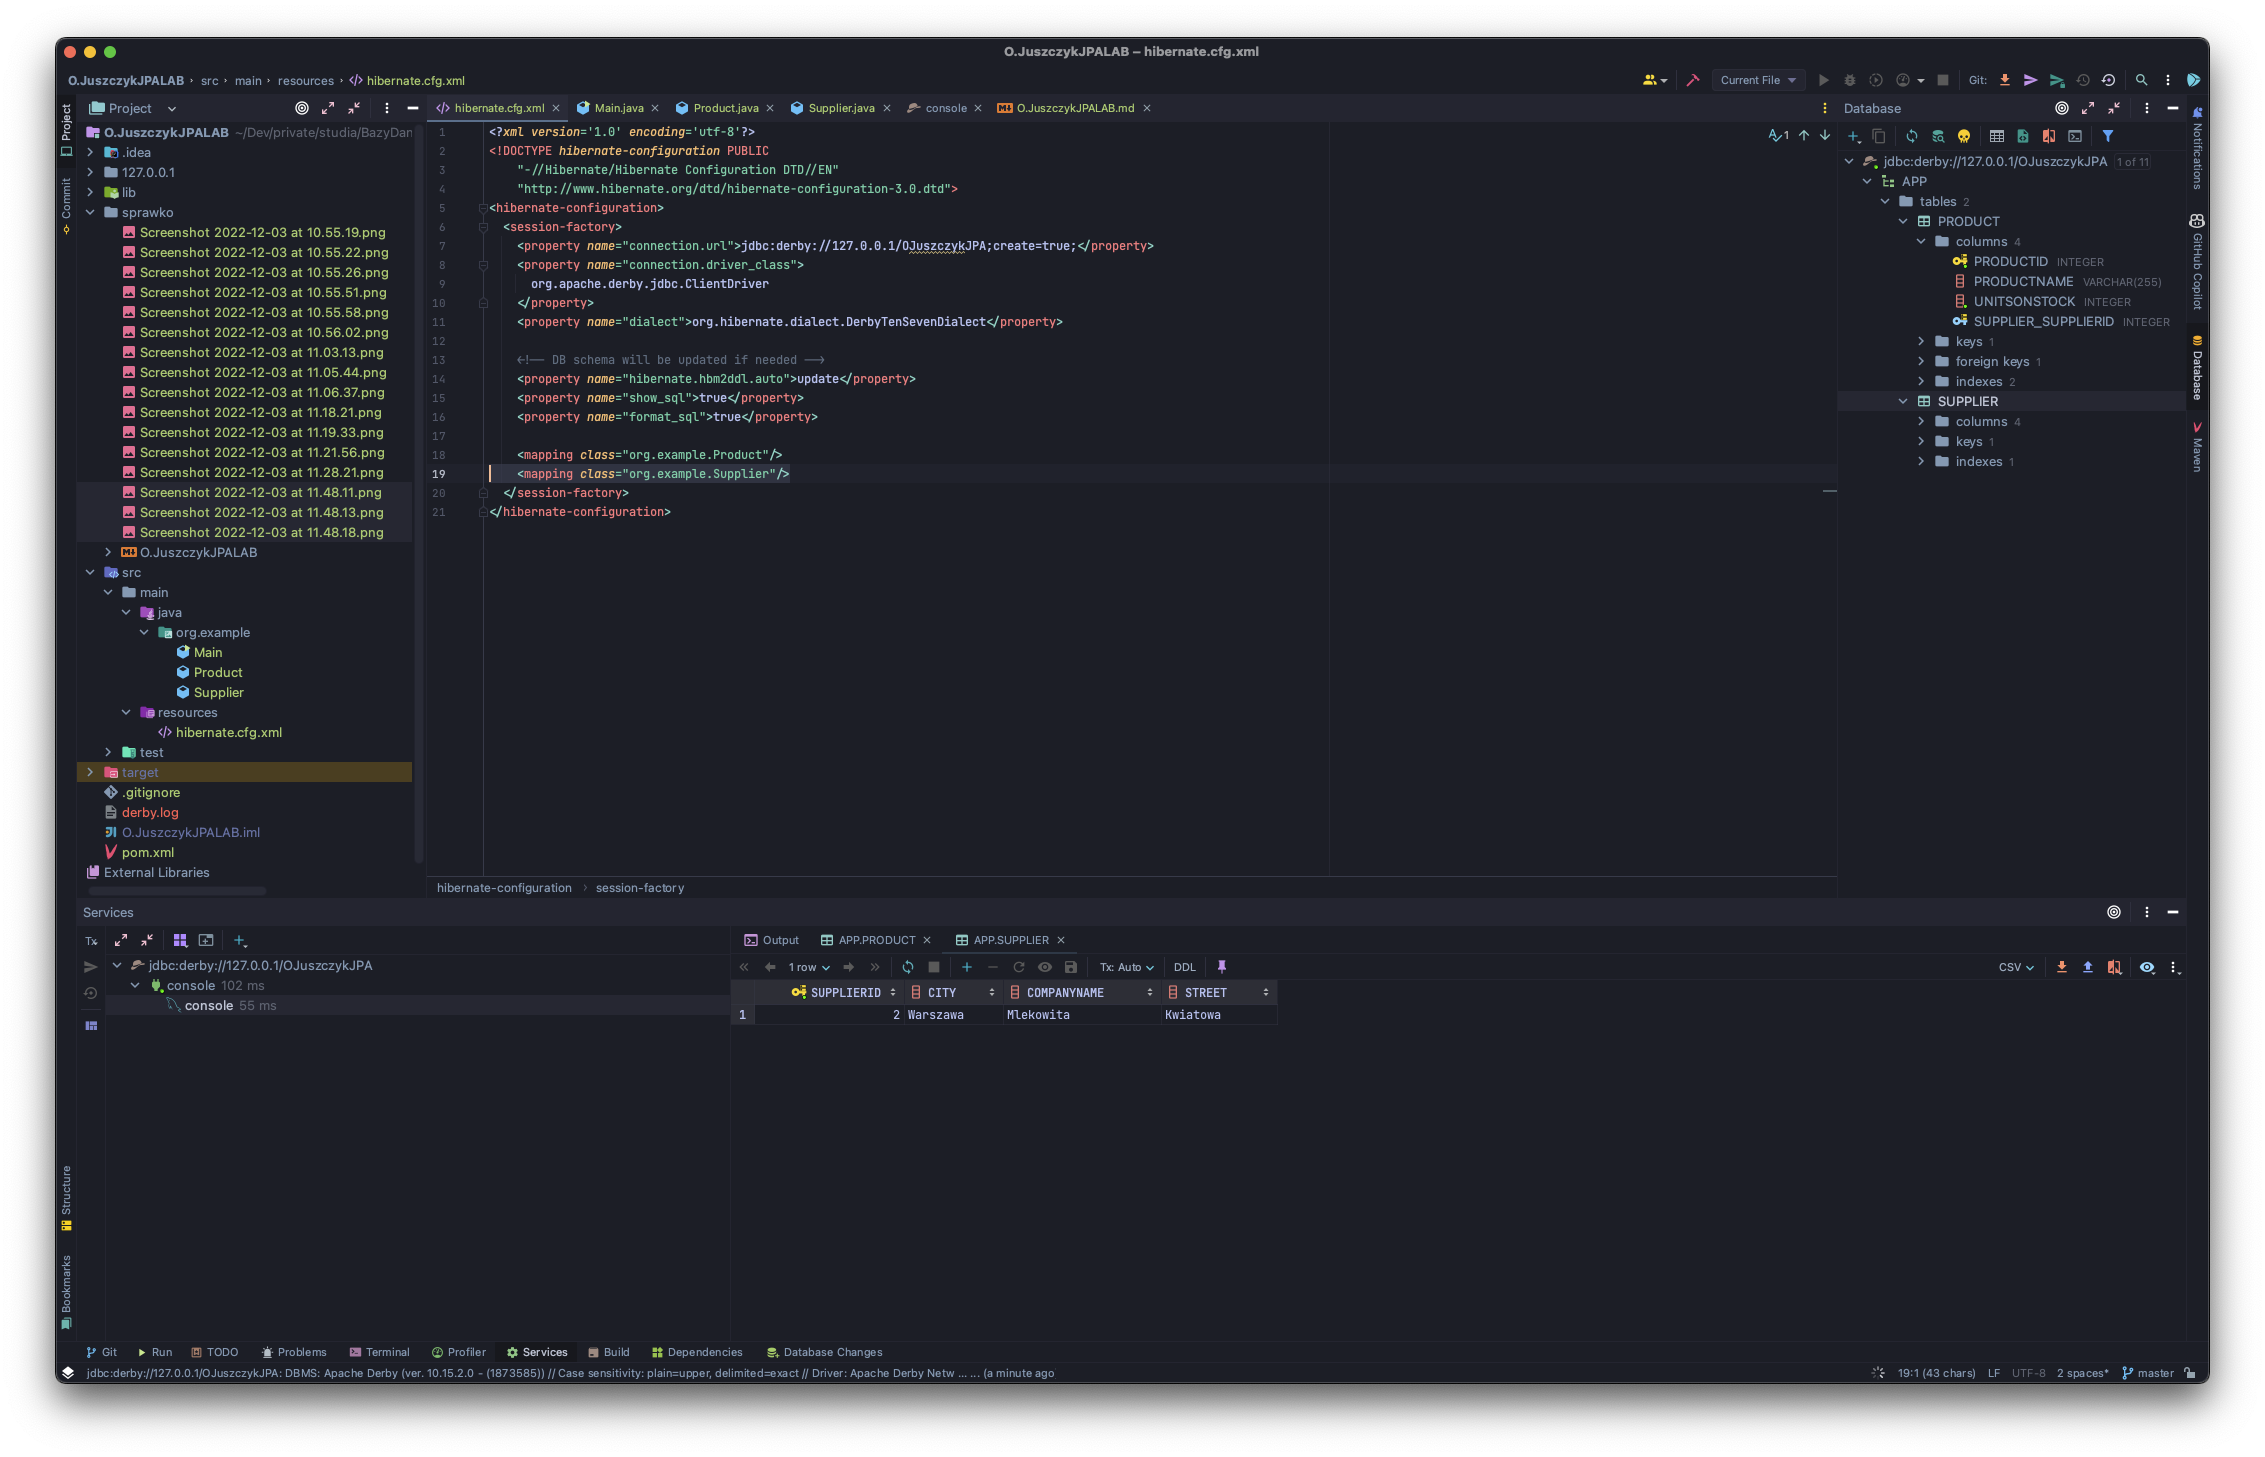 O.JuszczykJPALAB – hibernate.cfg.xml
O.JuszczykJPALAB › src › main › resources › hibernate.cfg.xml
Current File
Git:
Project
hibernate.cfg.xml
Main.java
Product.java
Supplier.java
console
O.JuszczykJPALAB.md
Database
Project
Commit
Structure
Bookmarks
O.JuszczykJPALAB ~/Dev/private/studia/BazyDan
.idea
127.0.0.1
lib
sprawko
Screenshot 2022-12-03 at 10.55.19.png
Screenshot 2022-12-03 at 10.55.22.png
Screenshot 2022-12-03 at 10.55.26.png
Screenshot 2022-12-03 at 10.55.51.png
Screenshot 2022-12-03 at 10.55.58.png
Screenshot 2022-12-03 at 10.56.02.png
Screenshot 2022-12-03 at 11.03.13.png
Screenshot 2022-12-03 at 11.05.44.png
Screenshot 2022-12-03 at 11.06.37.png
Screenshot 2022-12-03 at 11.18.21.png
Screenshot 2022-12-03 at 11.19.33.png
Screenshot 2022-12-03 at 11.21.56.png
Screenshot 2022-12-03 at 11.28.21.png
Screenshot 2022-12-03 at 11.48.11.png
Screenshot 2022-12-03 at 11.48.13.png
Screenshot 2022-12-03 at 11.48.18.png
O.JuszczykJPALAB
src
main
java
org.example
Main
Product
Supplier
resources
hibernate.cfg.xml
test
target
.gitignore
derby.log
O.JuszczykJPALAB.iml
pom.xml
External Libraries
1 <?xml version='1.0' encoding='utf-8'?>
2 <!DOCTYPE hibernate-configuration PUBLIC
3 "-//Hibernate/Hibernate Configuration DTD//EN"
4 "http://www.hibernate.org/dtd/hibernate-configuration-3.0.dtd">
5 <hibernate-configuration>
6 <session-factory>
7 <property name="connection.url">jdbc:derby://127.0.0.1/OJuszczykJPA;create=true;</property>
8 <property name="connection.driver_class">
9 org.apache.derby.jdbc.ClientDriver
10 </property>
11 <property name="dialect">org.hibernate.dialect.DerbyTenSevenDialect</property>
12
13 <!-- DB schema will be updated if needed -->
14 <property name="hibernate.hbm2ddl.auto">update</property>
15 <property name="show_sql">true</property>
16 <property name="format_sql">true</property>
17
18 <mapping class="org.example.Product"/>
19 <mapping class="org.example.Supplier"/>
20 </session-factory>
21 </hibernate-configuration>
1
hibernate-configuration › session-factory
jdbc:derby://127.0.0.1/OJuszczykJPA 1 of 11
APP
tables 2
PRODUCT
columns 4
PRODUCTID INTEGER
PRODUCTNAME VARCHAR(255)
UNITSONSTOCK INTEGER
SUPPLIER_SUPPLIERID INTEGER
keys 1
foreign keys 1
indexes 2
SUPPLIER
columns 4
keys 1
indexes 1
Notifications
GitHub Copilot
Database
Maven
Services
Tx
jdbc:derby://127.0.0.1/OJuszczykJPA
console 102 ms
console 55 ms
Output
APP.PRODUCT
APP.SUPPLIER
1 row
Tx: Auto
DDL
CSV
SUPPLIERID CITY COMPANYNAME STREET
1 2 Warszawa Mlekowita Kwiatowa
Git Run TODO Problems Terminal Profiler Services Build Dependencies Database Changes
jdbc:derby://127.0.0.1/OJuszczykJPA: DBMS: Apache Derby (ver. 10.15.2.0 - (1873585)) // Case sensitivity: plain=upper, delimited=exact // Driver: Apache Derby Netw ... ... (a minute ago)
19:1 (43 chars) LF UTF-8 2 spaces* master